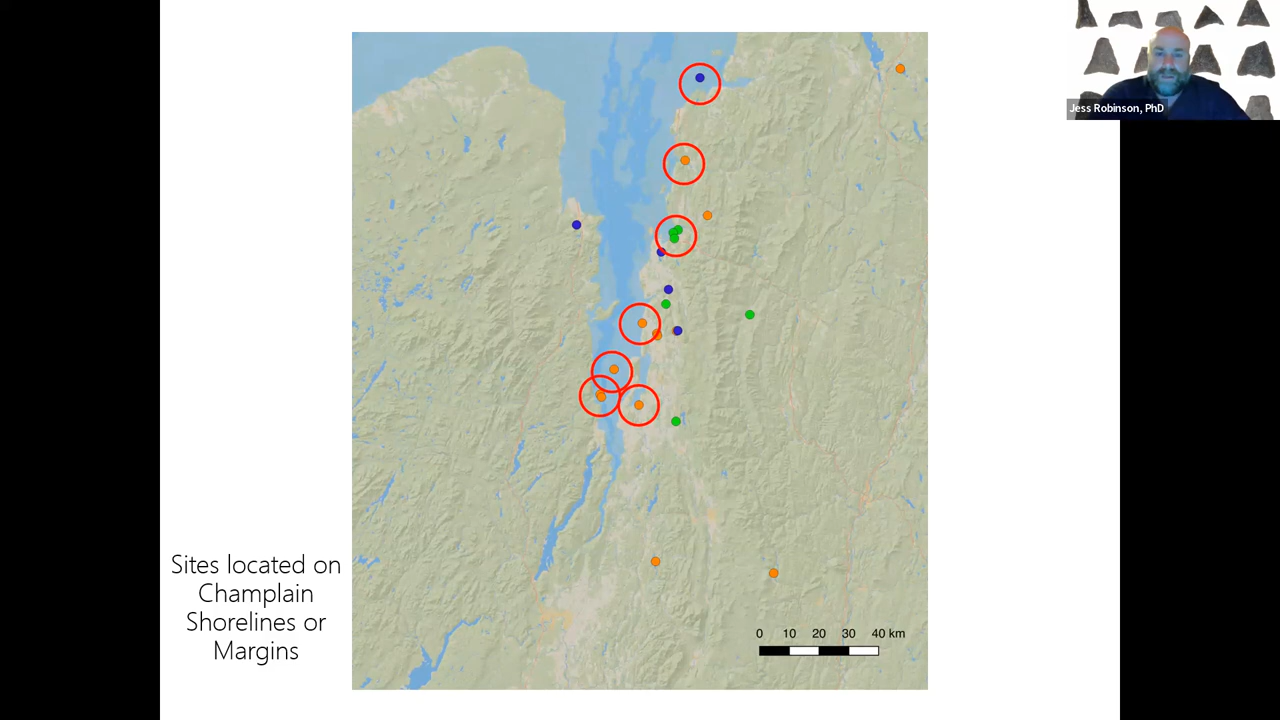 Jess Robinson, PhD
Sites located on
Champlain
Shorelines or
Margins
0 10 20 30 40 km